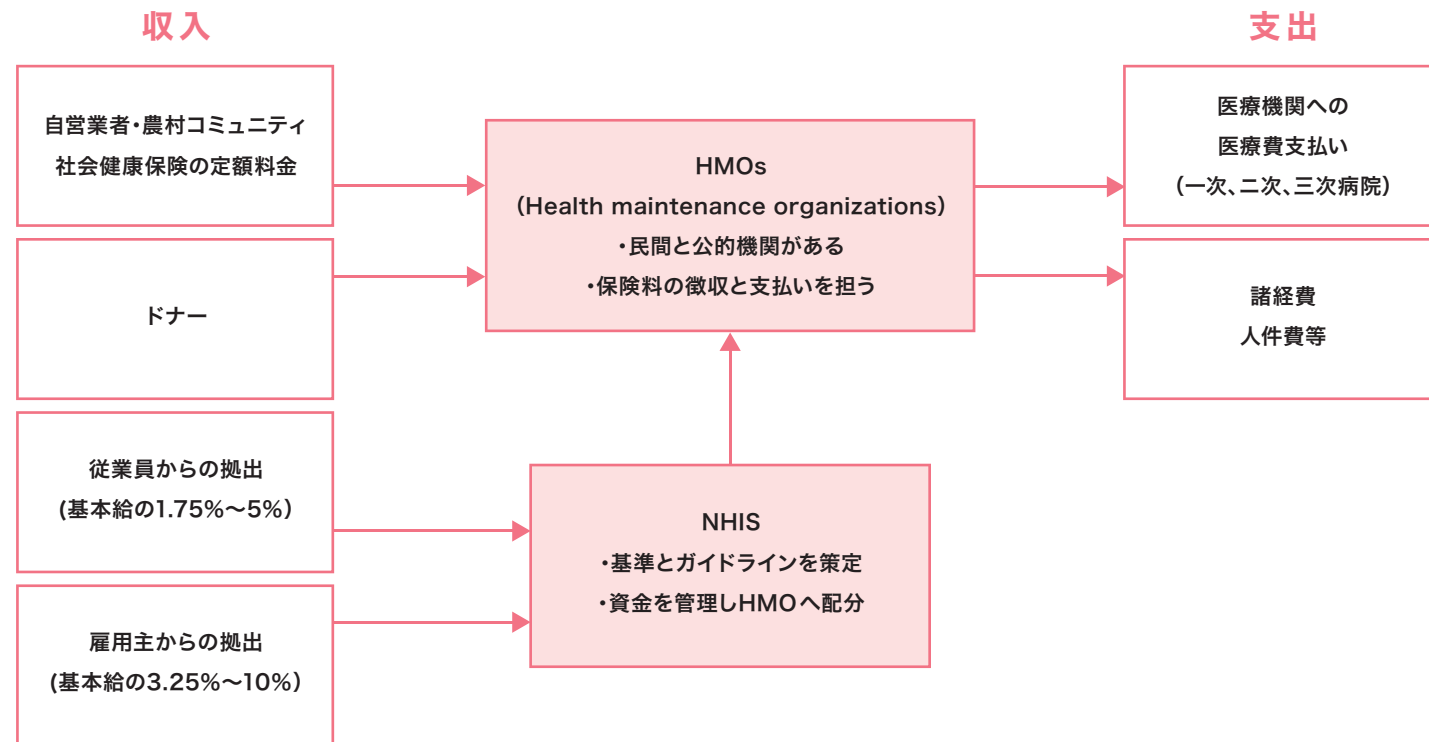 収入
支出
自営業者・農村コミュニティ
社会健康保険の定額料金
ドナー
従業員からの拠出
(基本給の1.75%〜5%)
雇用主からの拠出
(基本給の3.25%〜10%)
HMOs
(Health maintenance organizations)
・民間と公的機関がある
・保険料の徴収と支払いを担う
NHIS
・基準とガイドラインを策定
・資金を管理しHMOへ配分
医療機関への
医療費支払い
(一次、二次、三次病院)
諸経費
人件費等